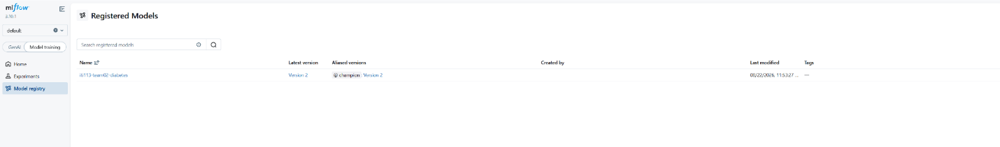 mlflow
3.10.1
default
GenAI Model training
Home
Experiments
Model registry
Registered Models
Search registered models
Name Latest version Aliased versions Created by Last modified Tags
iti113-team02-diabetes Version 2 @ champion : Version 2 08/22/2026, 11:53:27 ... —